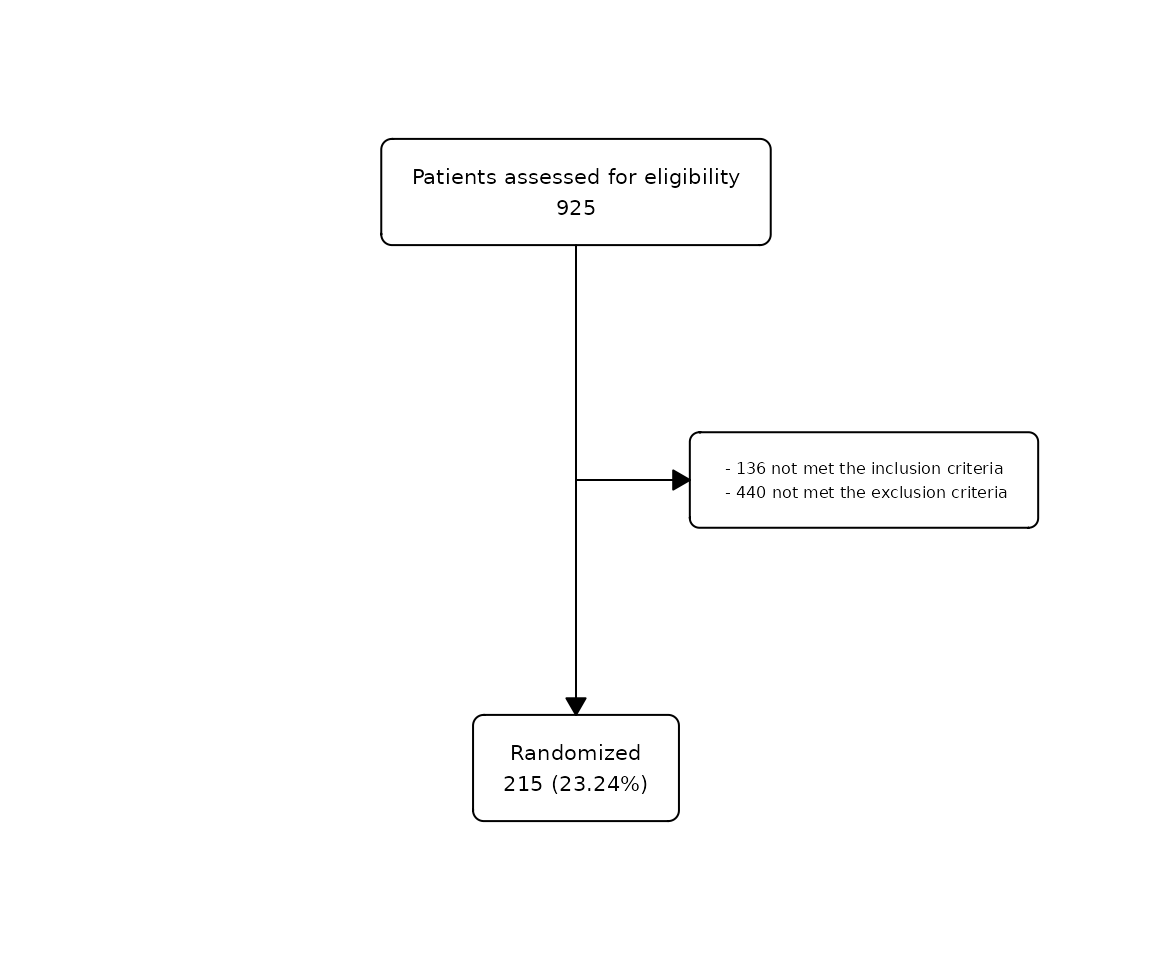 Patients assessed for eligibility
925
- 136 not met the inclusion criteria
- 440 not met the exclusion criteria
Randomized
215 (23.24%)